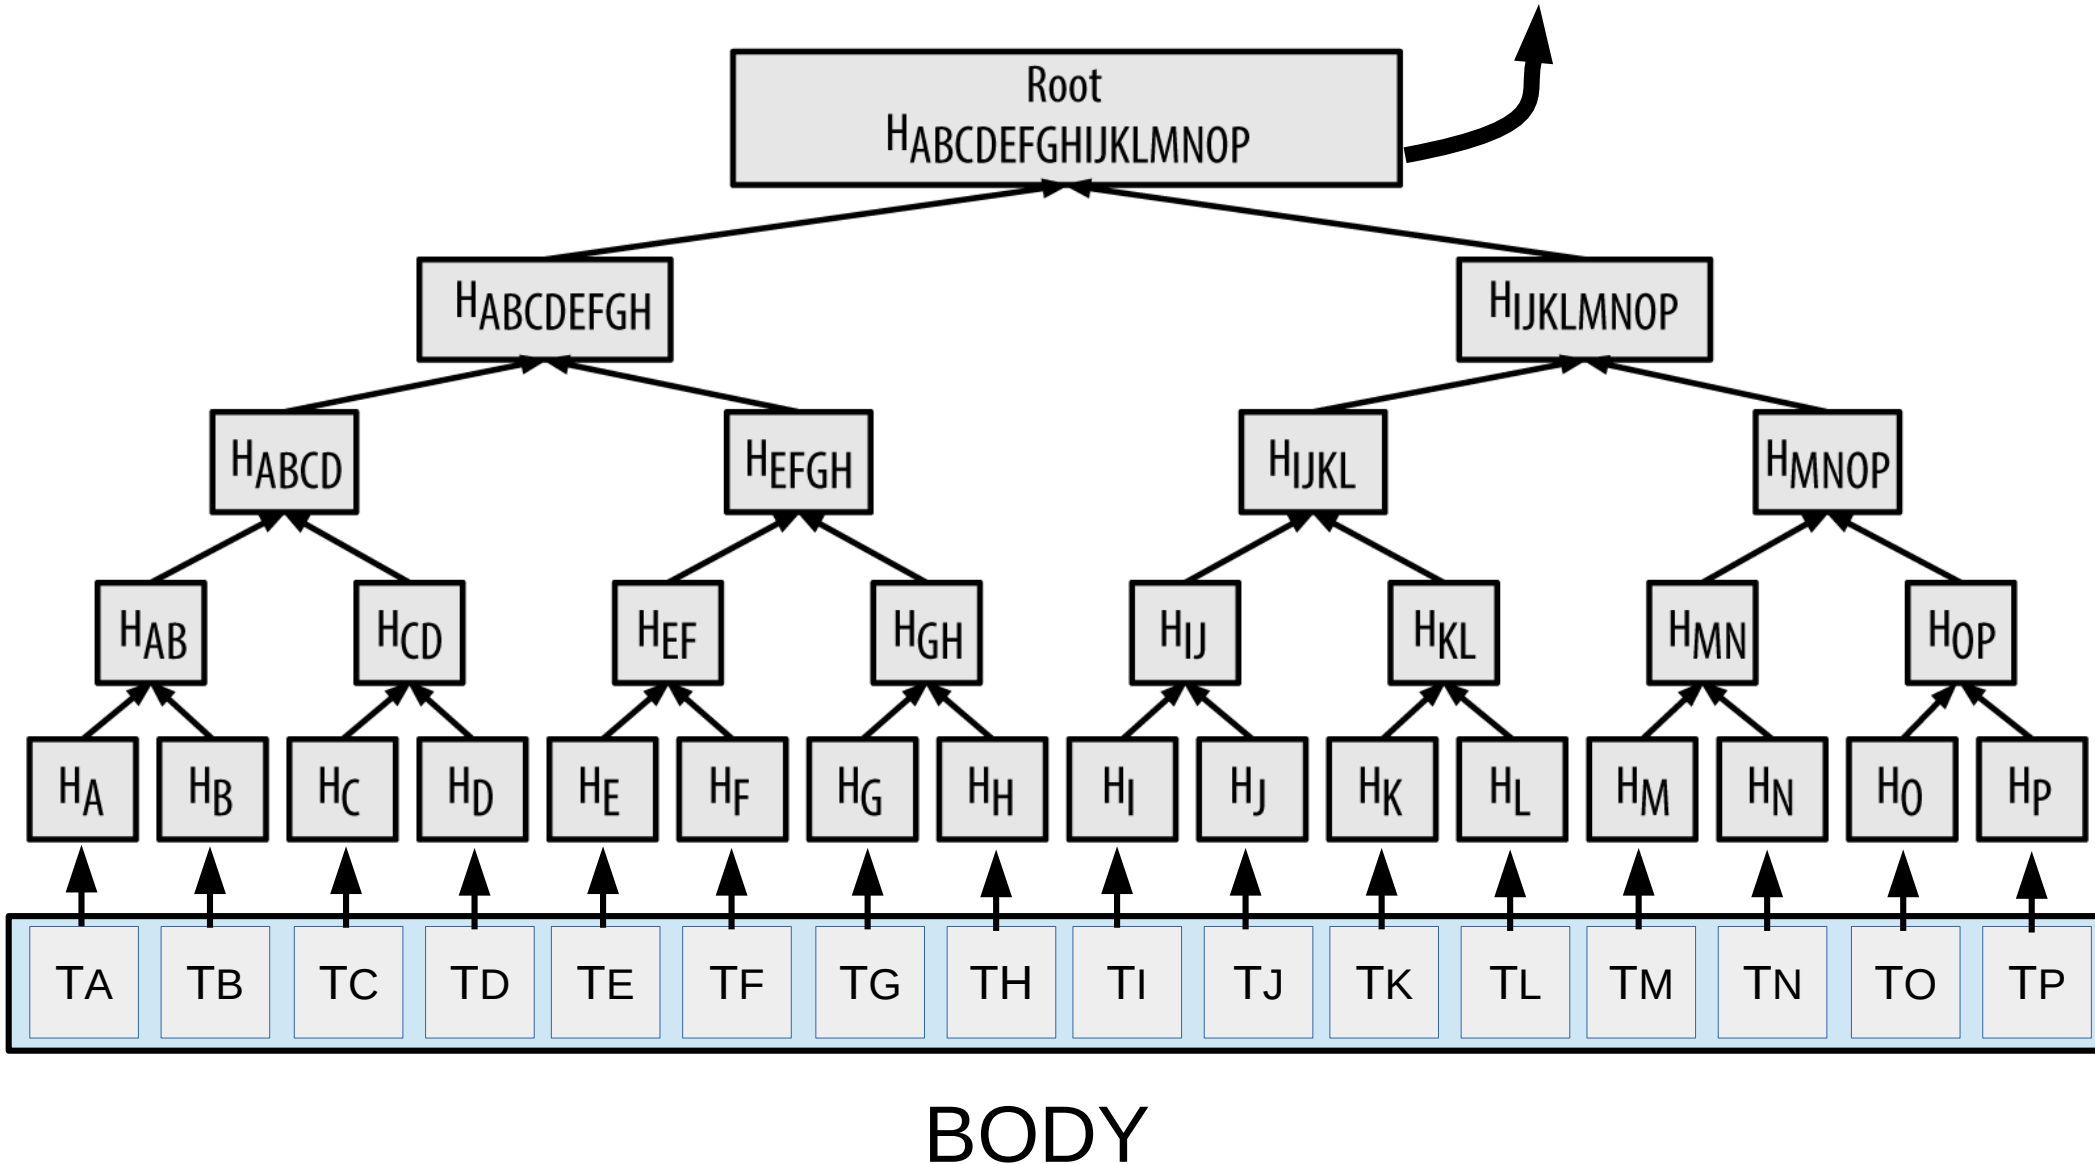 Root
HABCDEFGHIJKLMNOP
HABCDEFGH HIJKLMNOP
HABCD HEFGH HIJKL HMNOP
HAB HCD HEF HGH HIJ HKL HMN HOP
HA HB HC HD HE HF HG HH HI HJ HK HL HM HN HO HP
TA TB TC TD TE TF TG TH TI TJ TK TL TM TN TO TP
BODY